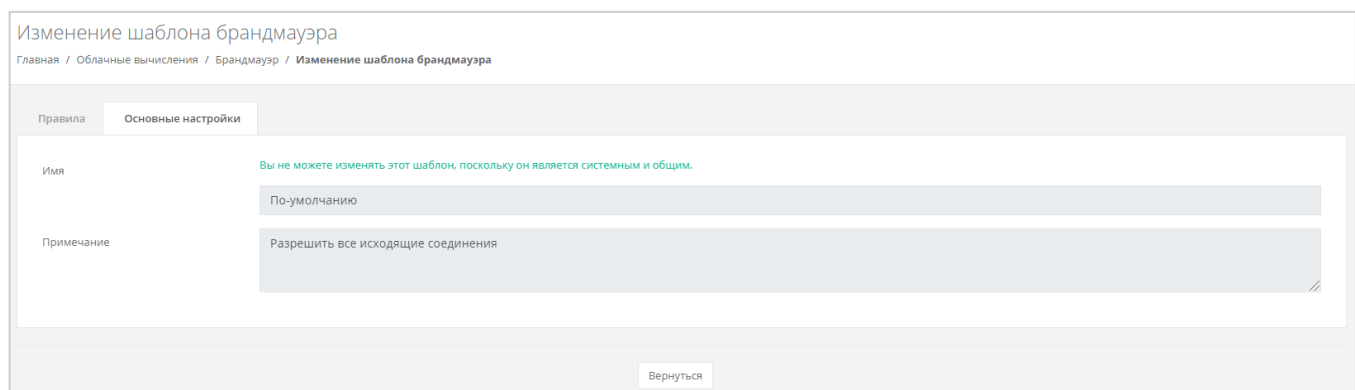 Изменение шаблона брандмауэра
Главная / Облачные вычисления / Брандмауэр / Изменение шаблона брандмауэра
Правила Основные настройки
Имя Вы не можете изменять этот шаблон, поскольку он является системным и общим.
По-умолчанию
Примечание Разрешить все исходящие соединения
Вернуться